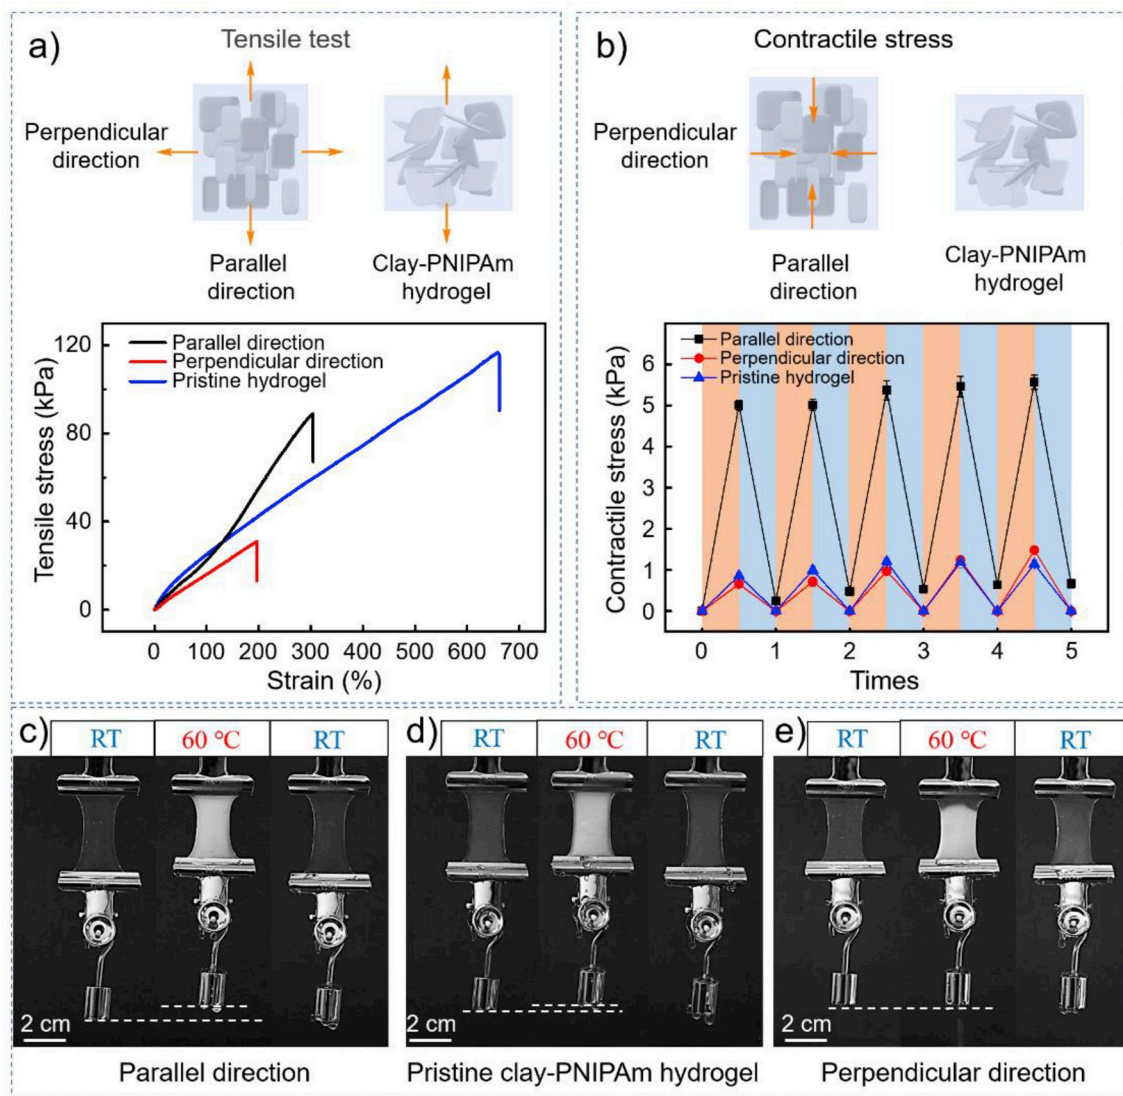 a)
Tensile test
Perpendicular
direction
Parallel
direction
Clay-PNIPAm
hydrogel
Parallel direction
Perpendicular direction
Pristine hydrogel
Tensile stress (kPa)
120
80
40
0
0 100 200 300 400 500 600 700
Strain (%)
b)
Contractile stress
Perpendicular
direction
Parallel
direction
Clay-PNIPAm
hydrogel
Parallel direction
Perpendicular direction
Pristine hydrogel
Contractile stress (kPa)
6
5
4
3
2
1
0
0 1 2 3 4 5
Times
c)
RT 60 °C RT
2 cm
Parallel direction
d)
RT 60 °C RT
2 cm
Pristine clay-PNIPAm hydrogel
e)
RT 60 °C RT
2 cm
Perpendicular direction